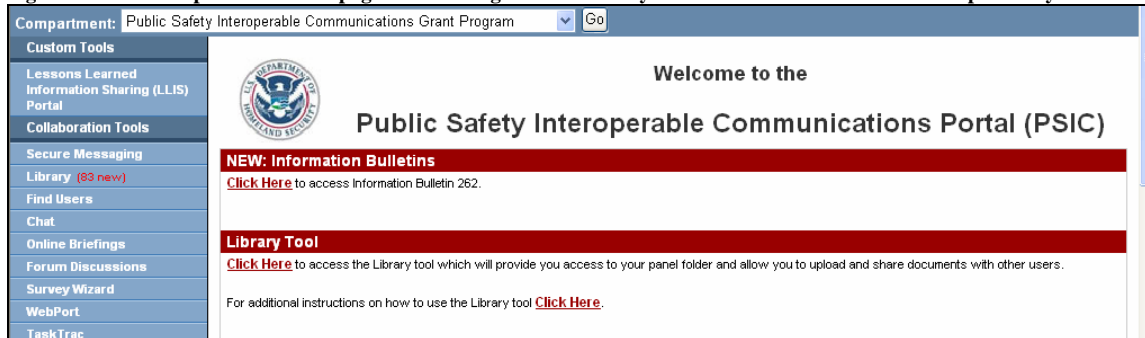 Compartment: Public Safety Interoperable Communications Grant Program Go
Custom Tools
Lessons Learned
Information Sharing (LLIS)
Portal
Collaboration Tools
Secure Messaging
Library (83 new)
Find Users
Chat
Online Briefings
Forum Discussions
Survey Wizard
WebPort
TaskTrac
Welcome to the
Public Safety Interoperable Communications Portal (PSIC)
NEW: Information Bulletins
Click Here to access Information Bulletin 262.
Library Tool
Click Here to access the Library tool which will provide you access to your panel folder and allow you to upload and share documents with other users.
For additional instructions on how to use the Library tool Click Here.